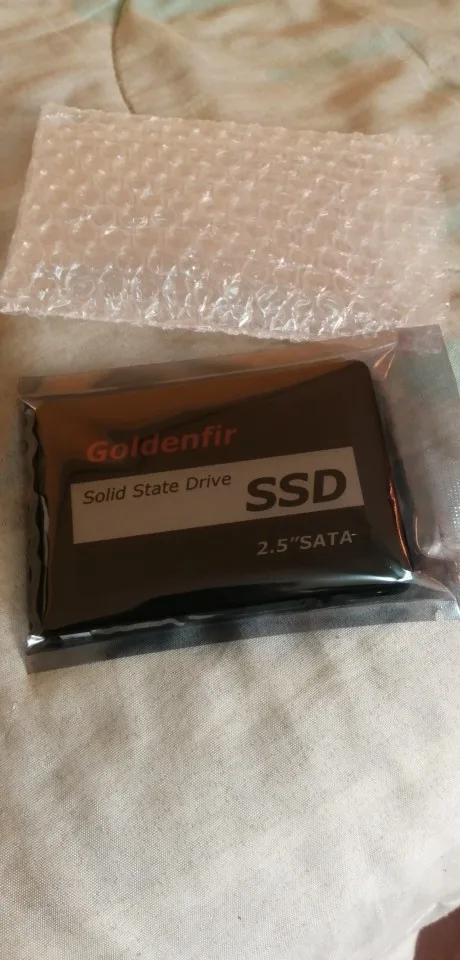 Goldenfir
Solid State Drive
SSD
2.5"SATA